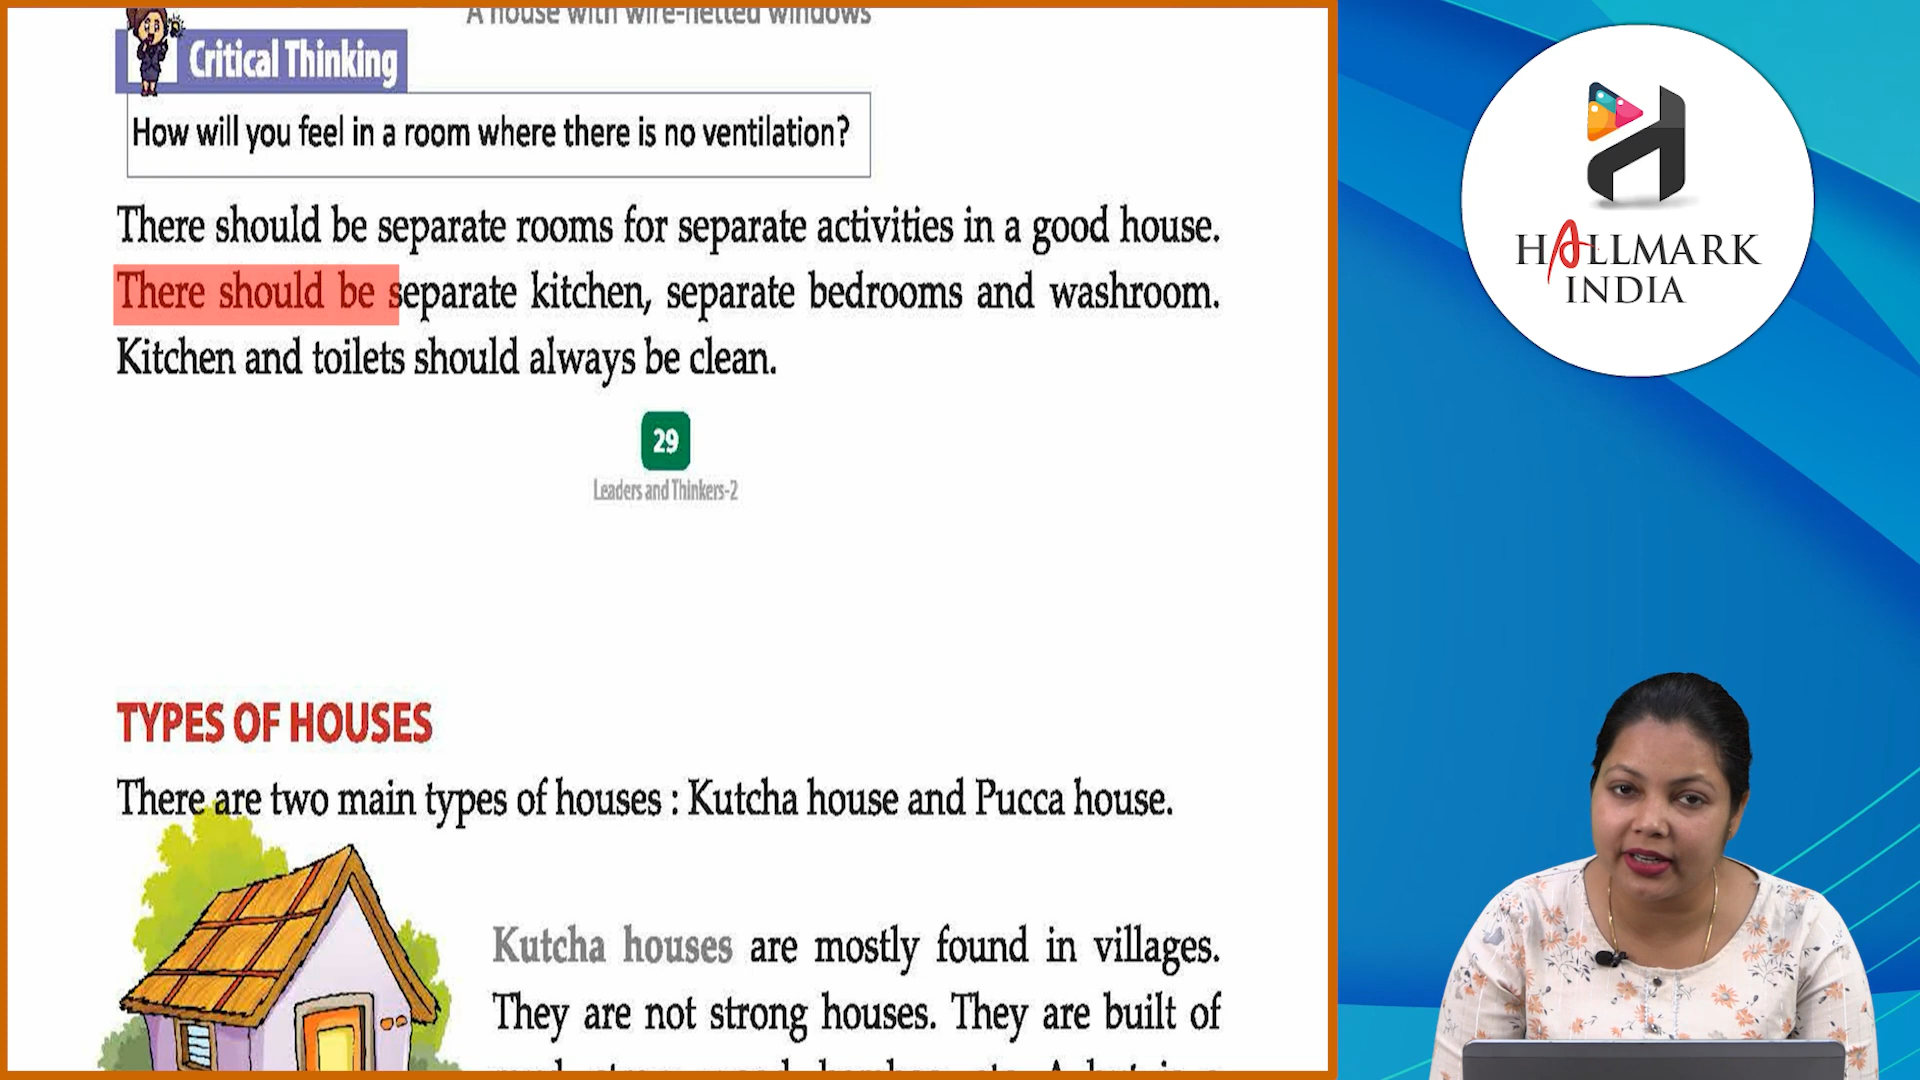 A house with wire-netted windows
Critical Thinking
How will you feel in a room where there is no ventilation?
There should be separate rooms for separate activities in a good house.
There should be separate kitchen, separate bedrooms and washroom.
Kitchen and toilets should always be clean.
29
Leaders and Thinkers-2
TYPES OF HOUSES
There are two main types of houses : Kutcha house and Pucca house.
Kutcha houses are mostly found in villages.
They are not strong houses. They are built of
HALLMARK
INDIA